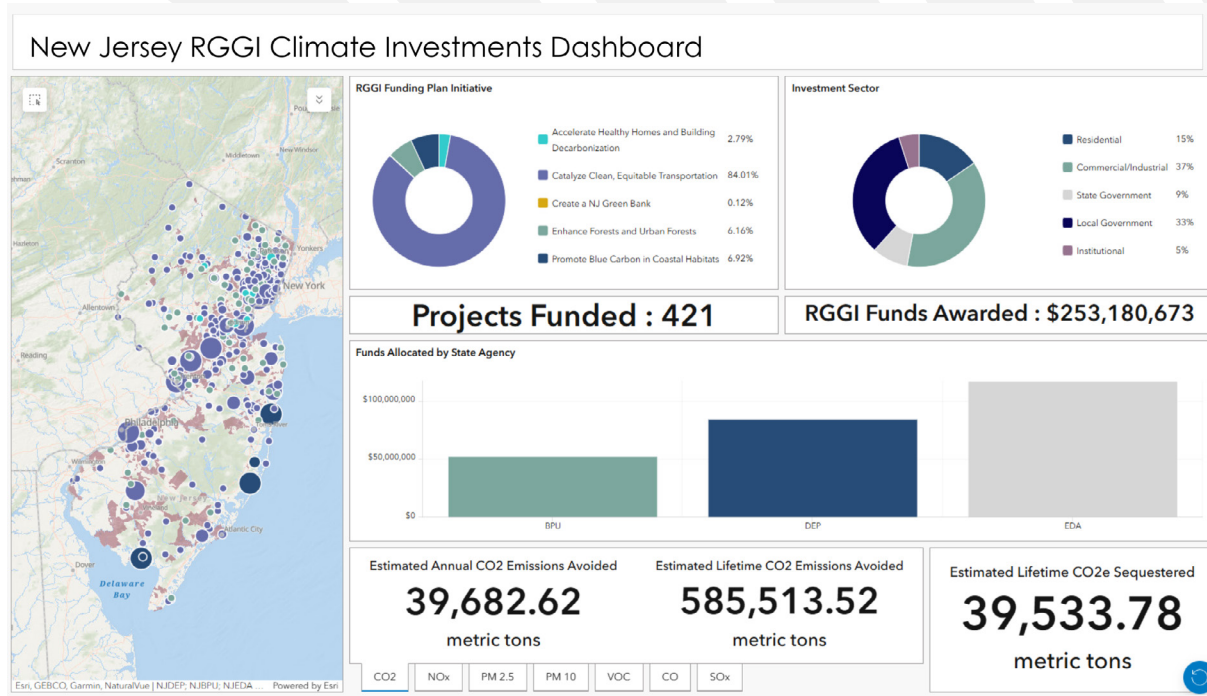 New Jersey RGGI Climate Investments Dashboard
Scranton
Middletown
New Windsor
Hazleton
Yonkers
New York
Allentown
Reading
Philadelphia
Toms River
Wilmington
New Jersey
Vineland
Atlantic City
Dover
Delaware
Bay
Esri, GEBCO, Garmin, NaturalVue | NJDEP; NJBPU; NJEDA ... Powered by Esri
RGGI Funding Plan Initiative
Accelerate Healthy Homes and Building
Decarbonization 2.79%
Catalyze Clean, Equitable Transportation 84.01%
Create a NJ Green Bank 0.12%
Enhance Forests and Urban Forests 6.16%
Promote Blue Carbon in Coastal Habitats 6.92%
Investment Sector
Residential 15%
Commercial/Industrial 37%
State Government 9%
Local Government 33%
Institutional 5%
Projects Funded : 421
RGGI Funds Awarded : $253,180,673
Funds Allocated by State Agency
$100,000,000
$50,000,000
$0
BPU
DEP
EDA
Estimated Annual CO2 Emissions Avoided
39,682.62
metric tons
Estimated Lifetime CO2 Emissions Avoided
585,513.52
metric tons
Estimated Lifetime CO2e Sequestered
39,533.78
metric tons
CO2
NOx
PM 2.5
PM 10
VOC
CO
SOx